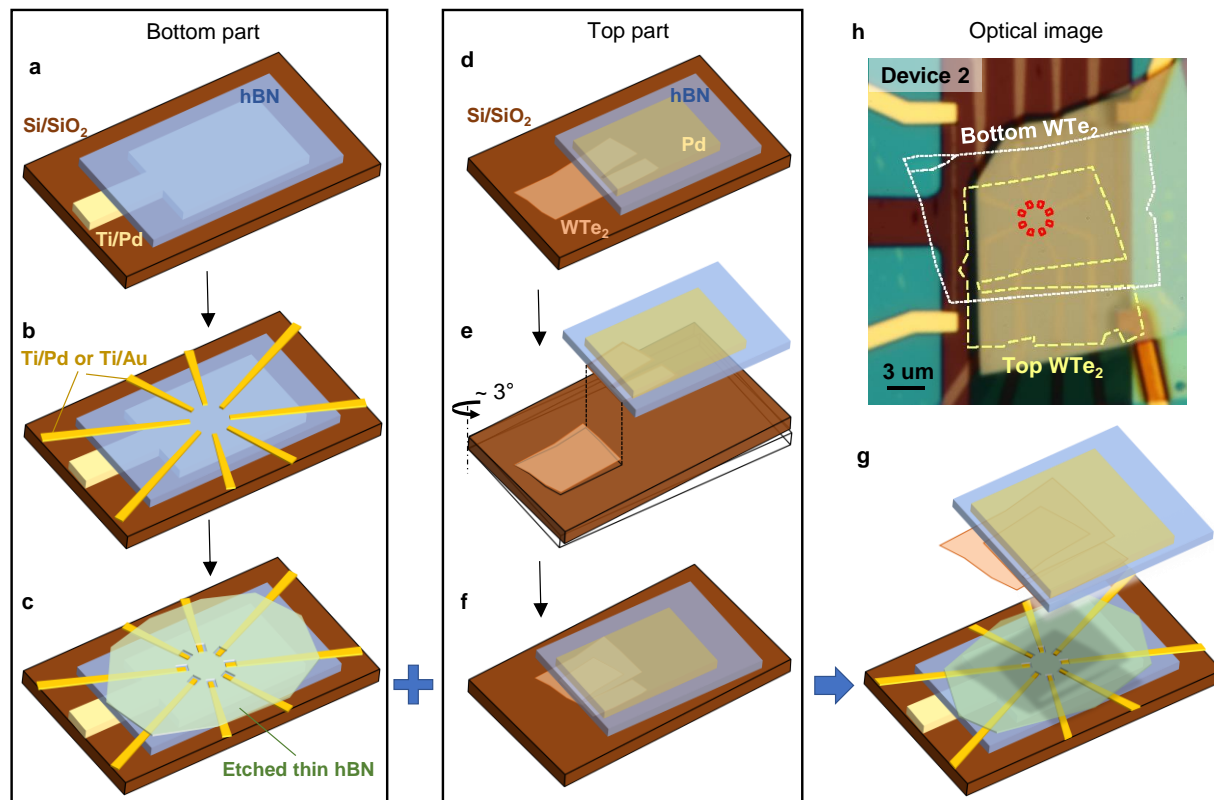 Bottom part
a
hBN
Si/SiO₂
Ti/Pd
b
Ti/Pd or Ti/Au
c
Etched thin hBN
Top part
d
Si/SiO₂
hBN
Pd
WTe₂
e
~ 3°
f
h
Optical image
Device 2
Bottom WTe₂
Top WTe₂
3 um
g